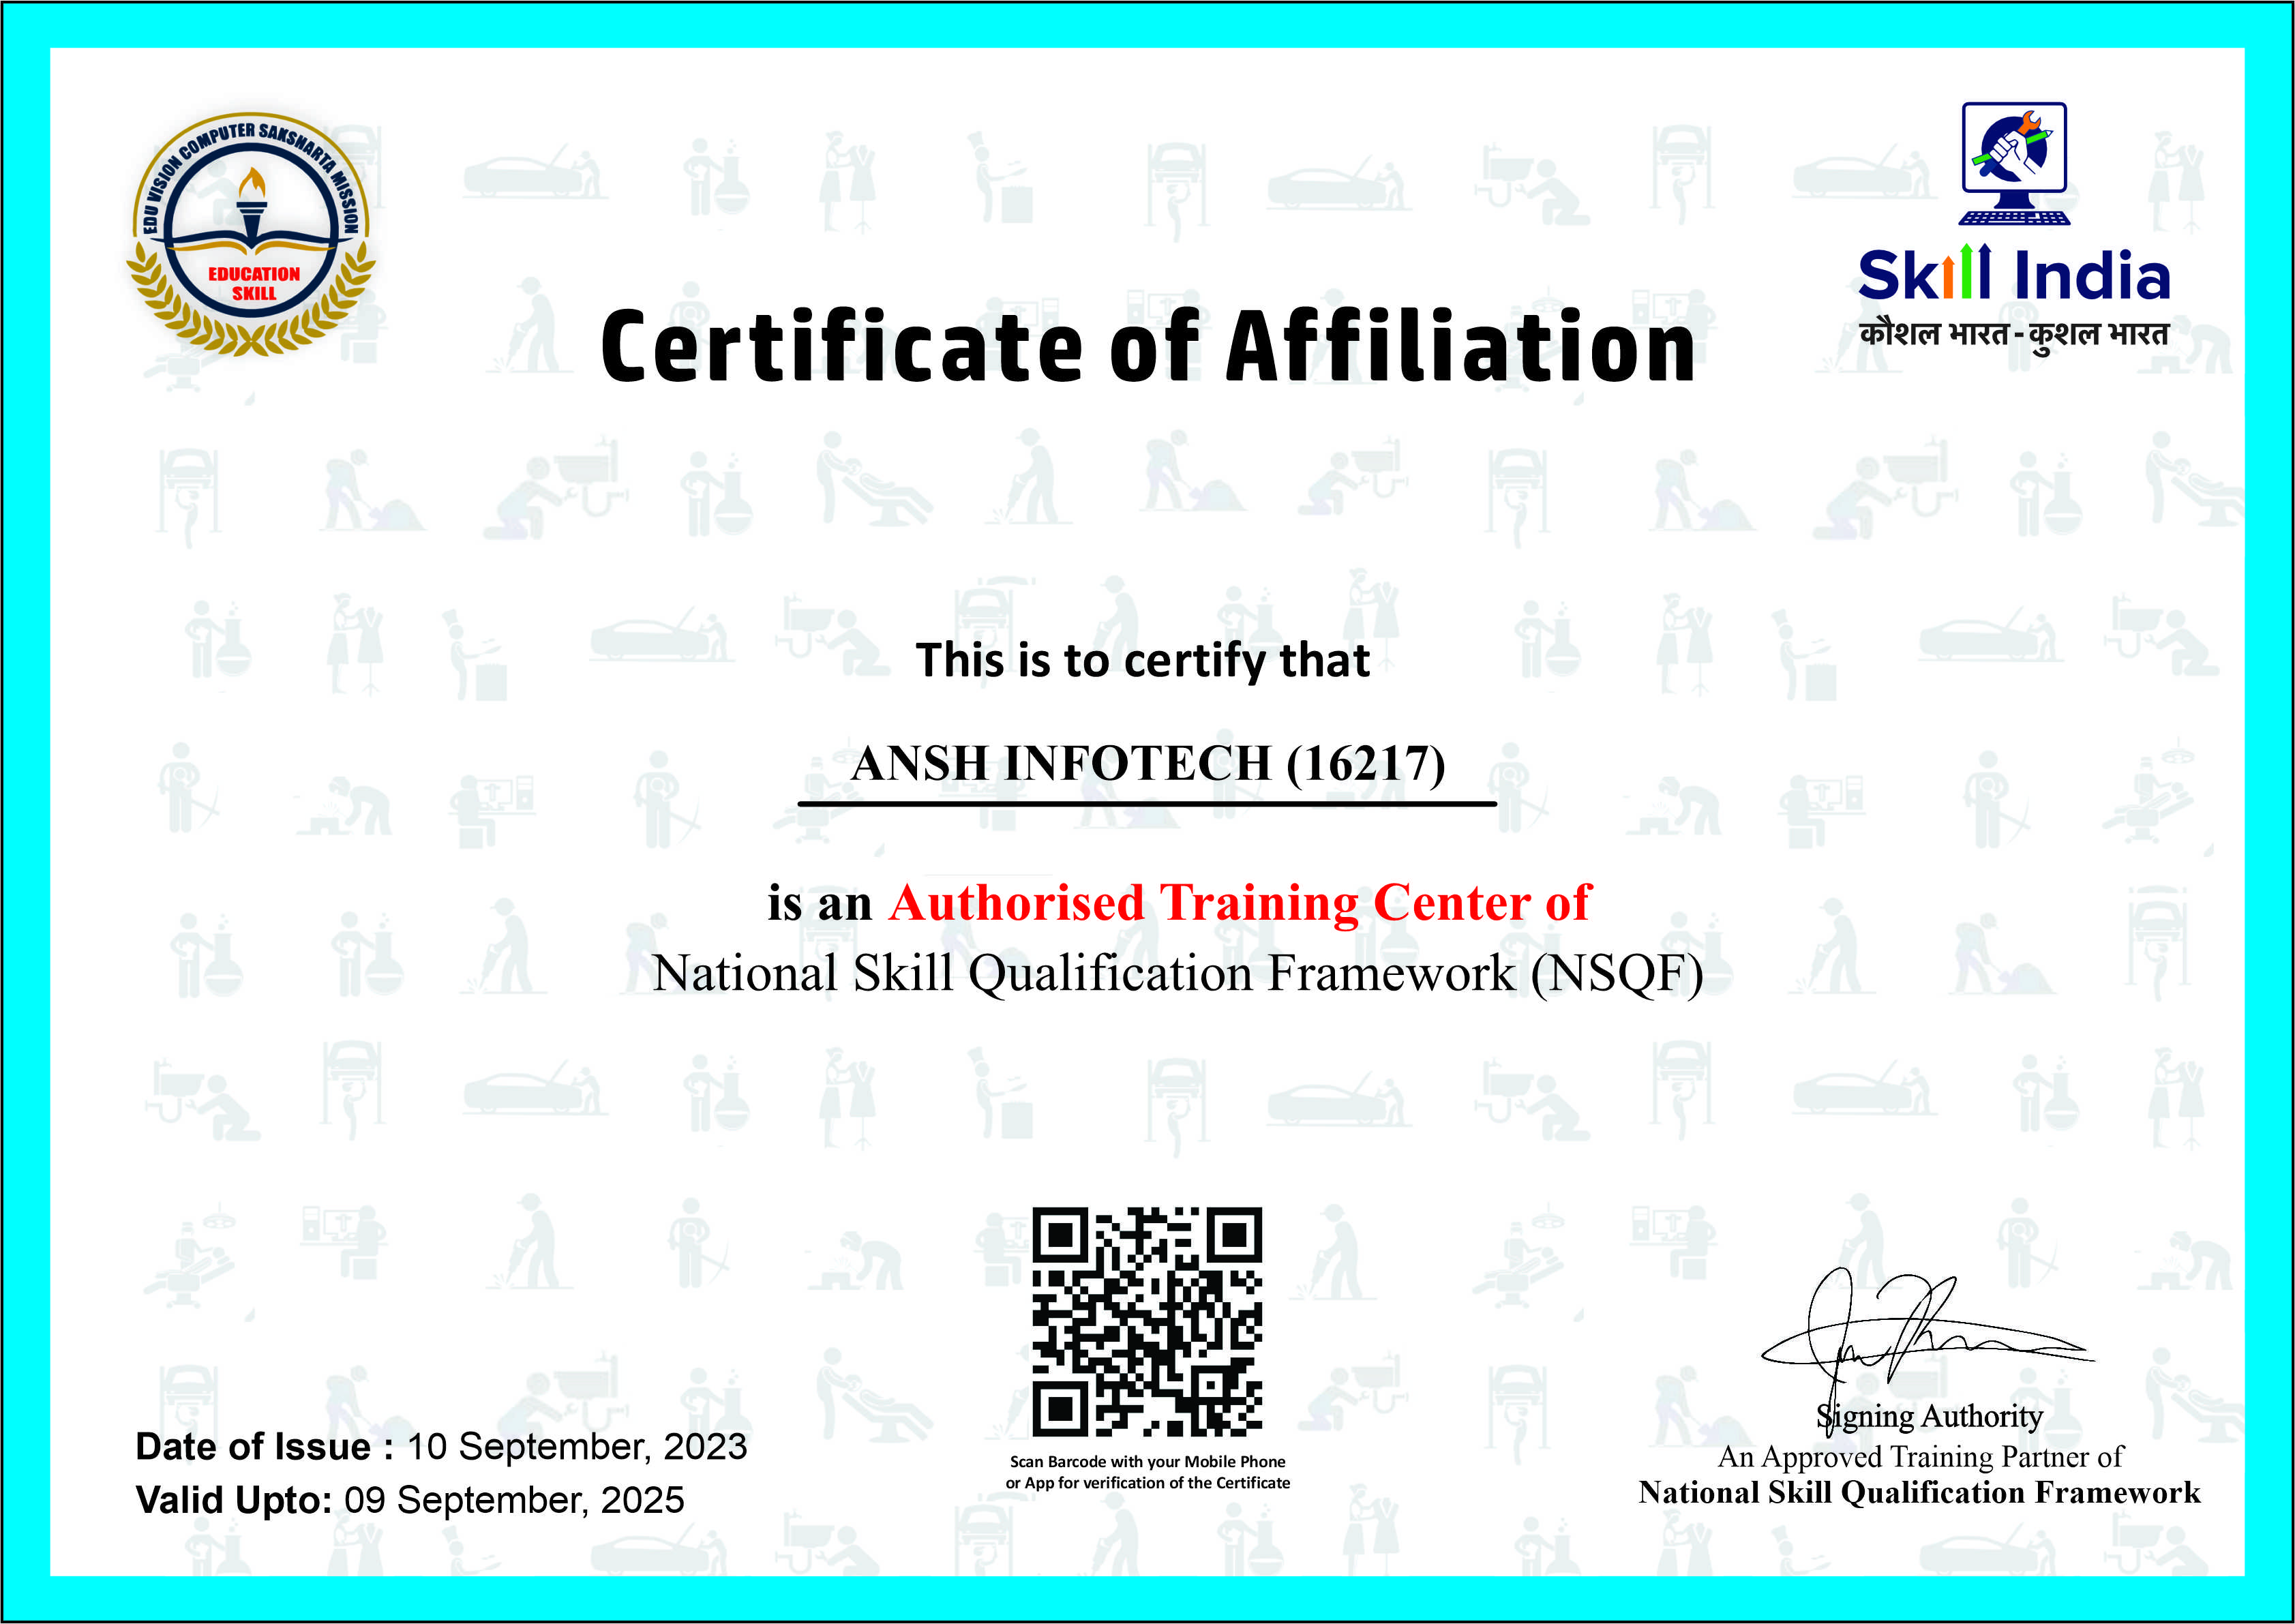 EDU VISION COMPUTER SAKSHARTA MISSION
EDUCATION
SKILL
Skill India
कौशल भारत - कुशल भारत
Certificate of Affiliation
This is to certify that
ANSH INFOTECH (16217)
is an Authorised Training Center of
National Skill Qualification Framework (NSQF)
Date of Issue : 10 September, 2023
Valid Upto: 09 September, 2025
Scan Barcode with your Mobile Phone
or App for verification of the Certificate
Signing Authority
An Approved Training Partner of
National Skill Qualification Framework